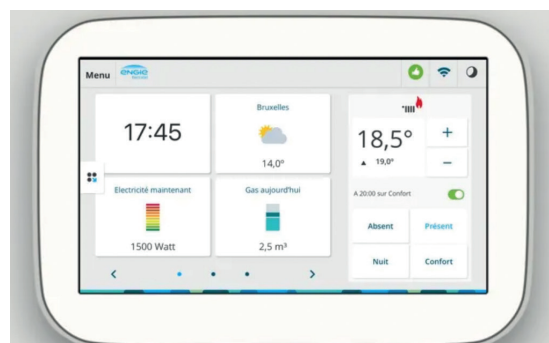 Menu
ENGIE
17:45
Bruxelles
14,0°
Electricité maintenant
1500 Watt
Gas aujourd'hui
2,5 m³
18,5°
+
▲ 19,0°
−
A 20:00 sur Confort
Absent
Présent
Nuit
Confort